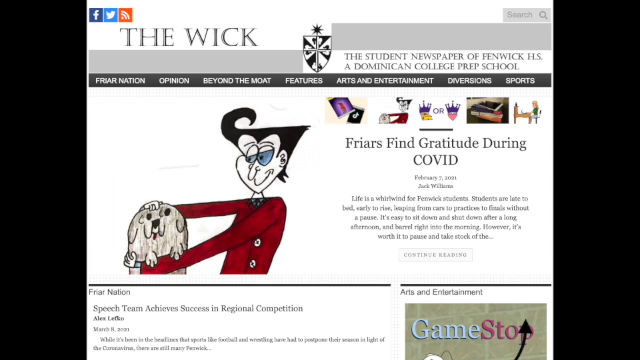 Search
THE WICK
THE STUDENT NEWSPAPER OF FENWICK H.S.
A DOMINICAN COLLEGE PREP SCHOOL
FRIAR NATION OPINION BEYOND THE MOAT FEATURES ARTS AND ENTERTAINMENT DIVERSIONS SPORTS
OR
Friars Find Gratitude During
COVID
February 7, 2021
Jack Williams
Life is a whirlwind for Fenwick students. Students are late to
bed, early to rise, leaping from cars to practices to finals without
a pause. It's easy to sit down and shut down after a long
afternoon, and barrel right into the morning. However, it's
worth it to pause and take stock of the...
CONTINUE READING
Friar Nation
Speech Team Achieves Success in Regional Competition
Alex Lefko
March 8, 2021
While it's been in the headlines that sports like football and wrestling have had to postpone their season in light of
the Coronavirus, there are still many Fenwick...
Arts and Entertainment
GameStop